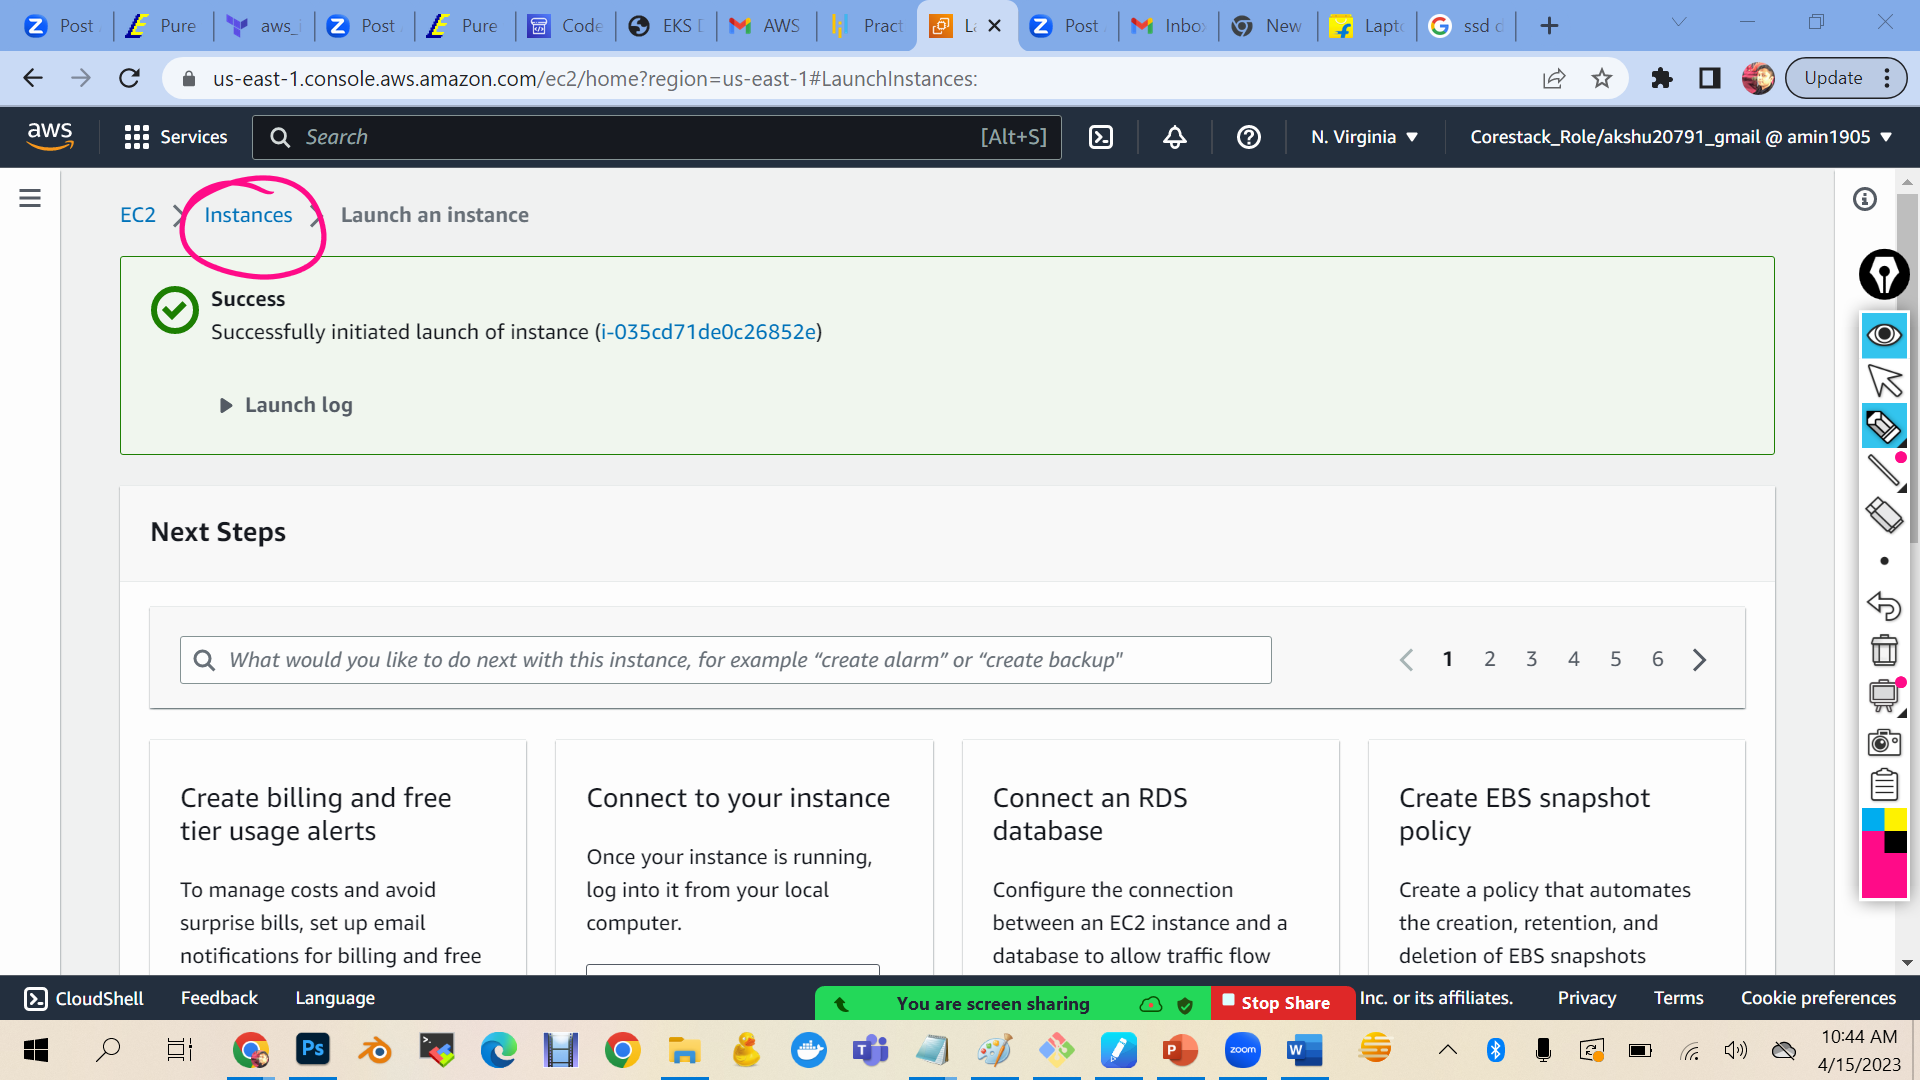 Post
Pure
aws_i
Post
Pure
Code
EKS D
AWS
Pract
La
Post
Inbo
New
Lapto
ssd d
us-east-1.console.aws.amazon.com/ec2/home?region=us-east-1#LaunchInstances:
Update
aws
Services
Search
[Alt+S]
N. Virginia
Corestack_Role/akshu20791_gmail @ amin1905
EC2
Instances
Launch an instance
Success
Successfully initiated launch of instance (i-035cd71de0c26852e)
Launch log
Next Steps
What would you like to do next with this instance, for example “create alarm” or “create backup"
1 2 3 4 5 6
Create billing and free
tier usage alerts
To manage costs and avoid
surprise bills, set up email
notifications for billing and free
Connect to your instance
Once your instance is running,
log into it from your local
computer.
Connect an RDS
database
Configure the connection
between an EC2 instance and a
database to allow traffic flow
Create EBS snapshot
policy
Create a policy that automates
the creation, retention, and
deletion of EBS snapshots
CloudShell
Feedback
Language
You are screen sharing
Stop Share
Inc. or its affiliates.
Privacy
Terms
Cookie preferences
Ps
zoom
W
10:44 AM
4/15/2023